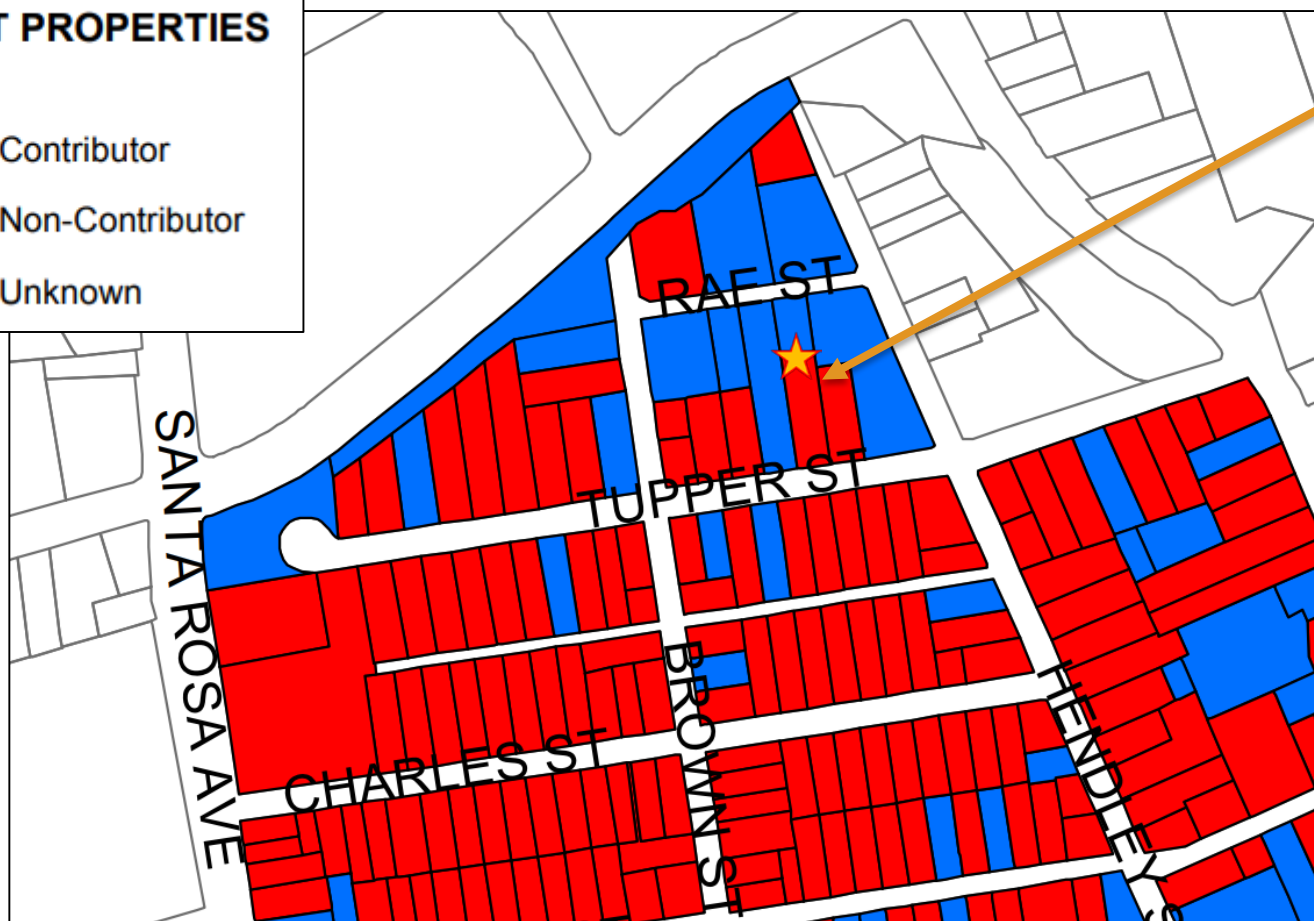 T PROPERTIES
Contributor
Non-Contributor
Unknown
RAE ST
TUPPER ST
SANTA ROSA AVE
BROWN ST
CHARLES ST
HENDLEY S